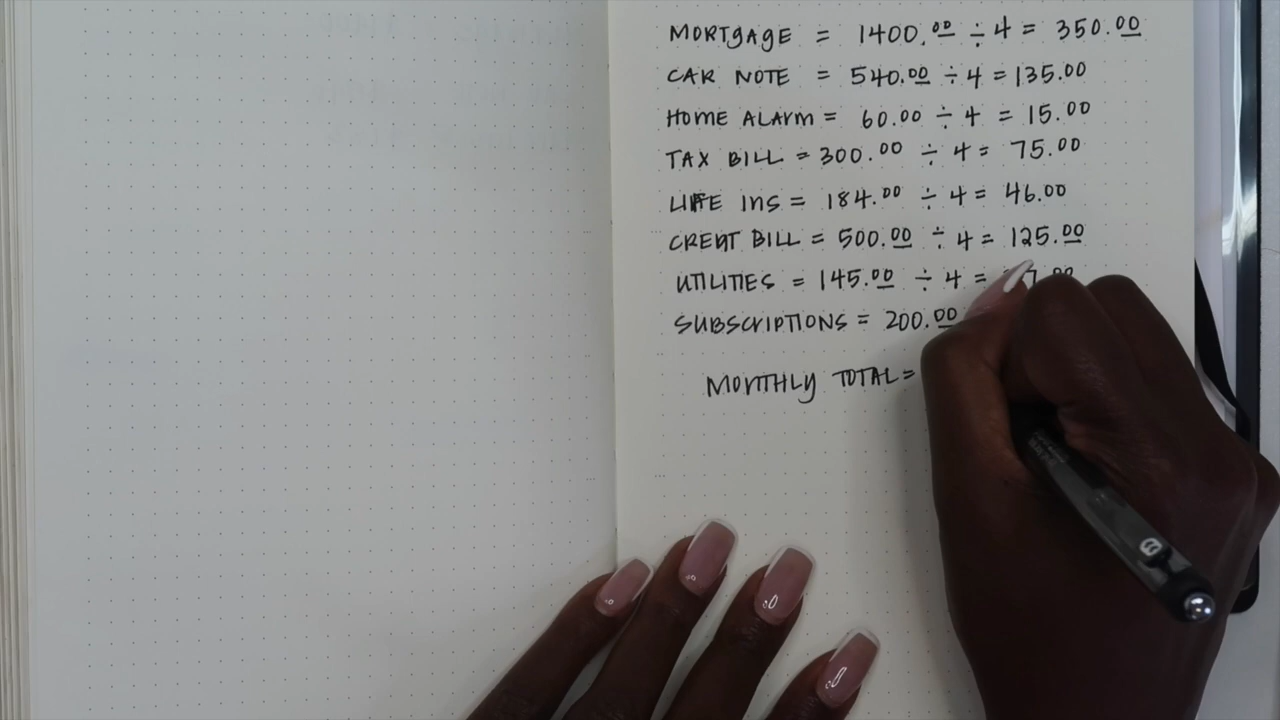 MORTGAGE = 1400.00 ÷ 4 = 350.00
CAR NOTE = 540.00 ÷ 4 = 135.00
HOME ALARM = 60.00 ÷ 4 = 15.00
TAX BILL = 300.00 ÷ 4 = 75.00
LIFE INS = 184.00 ÷ 4 = 46.00
CREDIT BILL = 500.00 ÷ 4 = 125.00
UTILITIES = 145.00 ÷ 4 =
SUBSCRIPTIONS = 200.00
MONTHLY TOTAL =